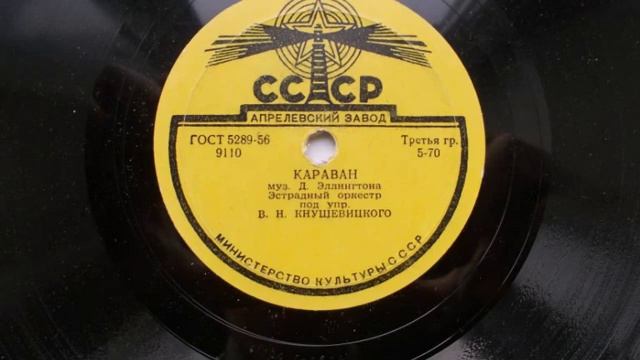 СССР
АПРЕЛЕВСКИЙ ЗАВОД
ГОСТ 5289-56
9110
Третья гр.
5-70
КАРАВАН
муз. Д. Эллингтона
Эстрадный оркестр
под упр.
В. Н. КНУШЕВИЦКОГО
МИНИСТЕРСТВО КУЛЬТУРЫ СССР